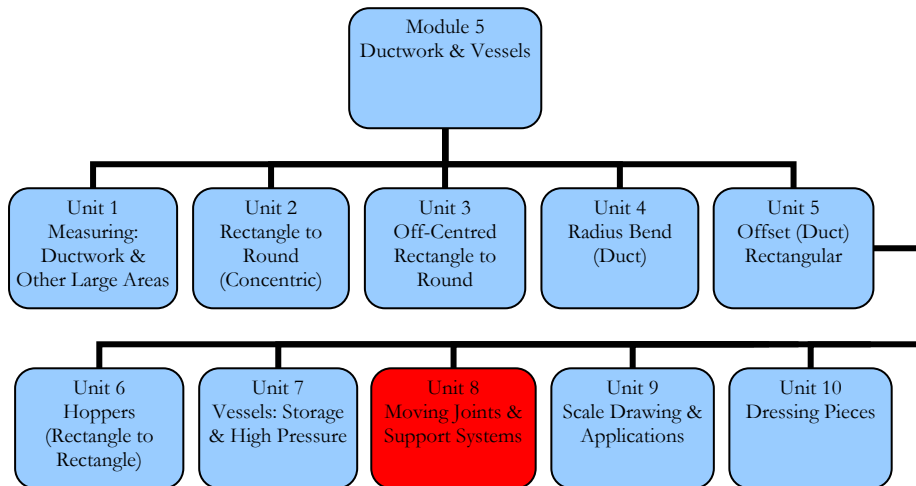 Module 5
Ductwork & Vessels
Unit 1
Measuring:
Ductwork &
Other Large Areas
Unit 2
Rectangle to
Round
(Concentric)
Unit 3
Off-Centred
Rectangle to
Round
Unit 4
Radius Bend
(Duct)
Unit 5
Offset (Duct)
Rectangular
Unit 6
Hoppers
(Rectangle to
Rectangle)
Unit 7
Vessels: Storage
& High Pressure
Unit 8
Moving Joints &
Support Systems
Unit 9
Scale Drawing &
Applications
Unit 10
Dressing Pieces